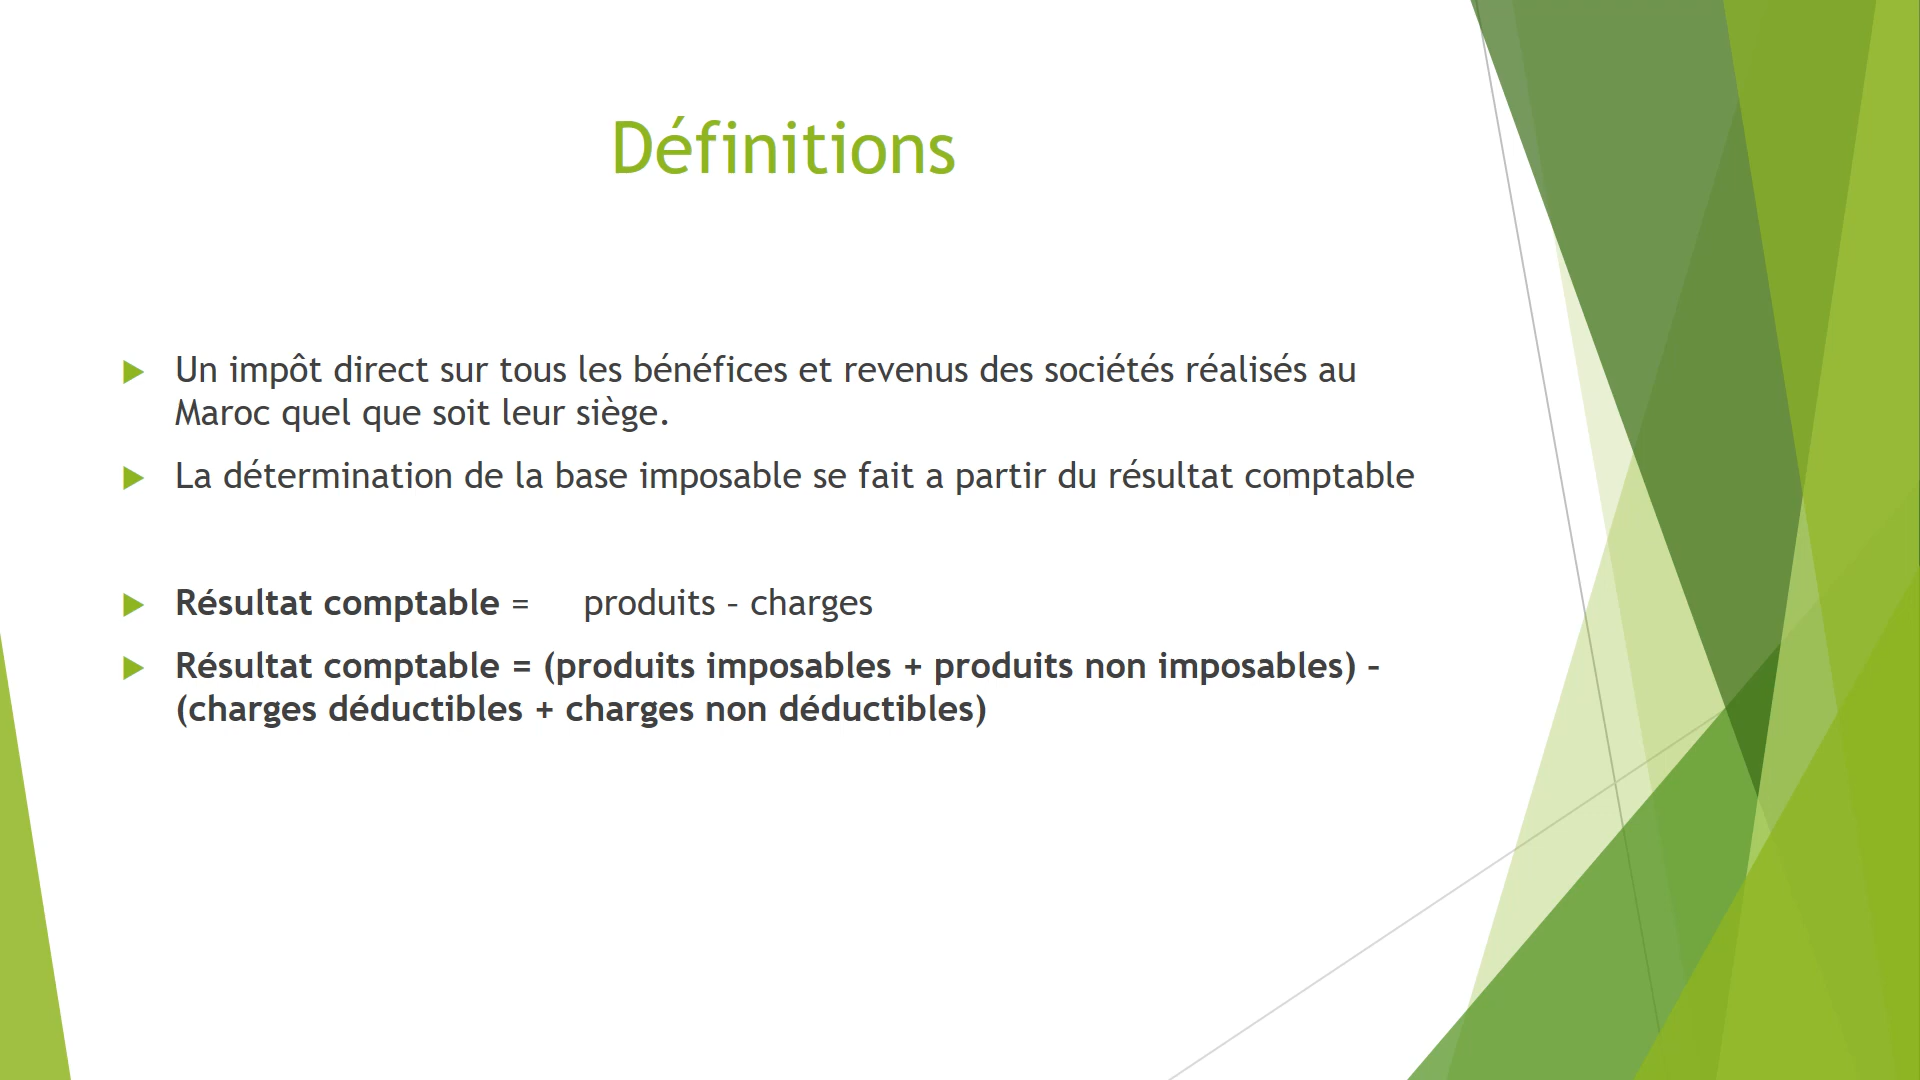 Définitions
Un impôt direct sur tous les bénéfices et revenus des sociétés réalisés au
Maroc quel que soit leur siège.
La détermination de la base imposable se fait a partir du résultat comptable
Résultat comptable = produits - charges
Résultat comptable = (produits imposables + produits non imposables) –
(charges déductibles + charges non déductibles)